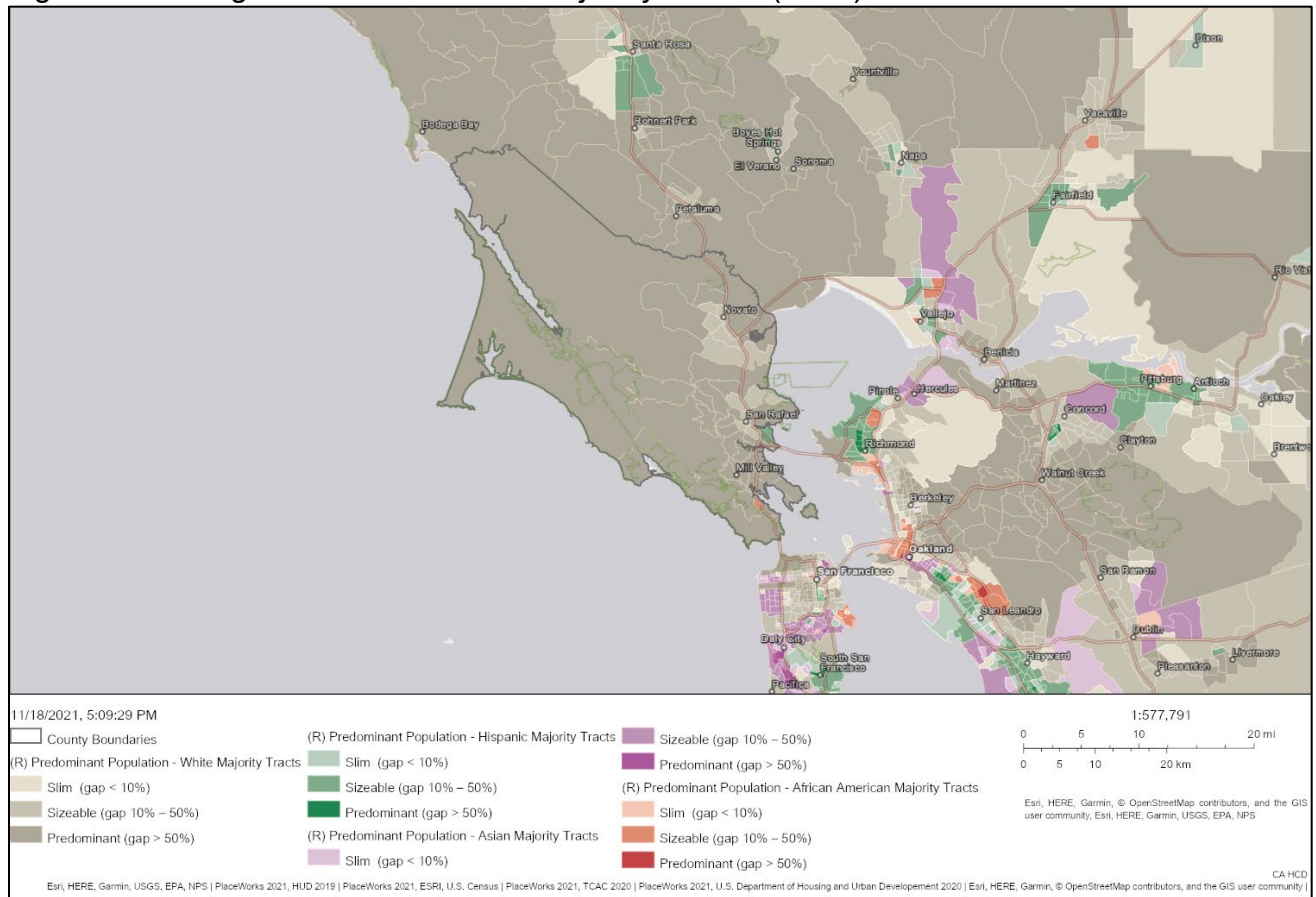 Santa Rosa
Dixon
Yountville
Vacaville
Bodega Bay
Rohnert Park
Boyes Hot
Springs
El Verano
Sonoma
Napa
Fairfield
Petaluma
Novato
Vallejo
Benicia
Pinole
Hercules
Martinez
Pittsburg
Antioch
Oakley
Concord
San Rafael
Richmond
Clayton
Mill Valley
Walnut Creek
Berkeley
Oakland
San Francisco
San Ramon
San Leandro
Daly City
Dublin
South San
Francisco
Hayward
Livermore
Pleasanton
Pacifica
11/18/2021, 5:09:29 PM
1:577,791
County Boundaries
(R) Predominant Population - White Majority Tracts
Slim (gap < 10%)
Sizeable (gap 10% – 50%)
Predominant (gap > 50%)
(R) Predominant Population - Hispanic Majority Tracts
Slim (gap < 10%)
Sizeable (gap 10% – 50%)
Predominant (gap > 50%)
(R) Predominant Population - Asian Majority Tracts
Slim (gap < 10%)
Sizeable (gap 10% – 50%)
Predominant (gap > 50%)
(R) Predominant Population - African American Majority Tracts
Slim (gap < 10%)
Sizeable (gap 10% – 50%)
Predominant (gap > 50%)
0 5 10 20 mi
0 5 10 20 km
Esri, HERE, Garmin, © OpenStreetMap contributors, and the GIS
user community, Esri, HERE, Garmin, USGS, EPA, NPS
CA HCD
Esri, HERE, Garmin, USGS, EPA, NPS | PlaceWorks 2021, HUD 2019 | PlaceWorks 2021, ESRI, U.S. Census | PlaceWorks 2021, TCAC 2020 | PlaceWorks 2021, U.S. Department of Housing and Urban Developement 2020 | Esri, HERE, Garmin, © OpenStreetMap contributors, and the GIS user community |